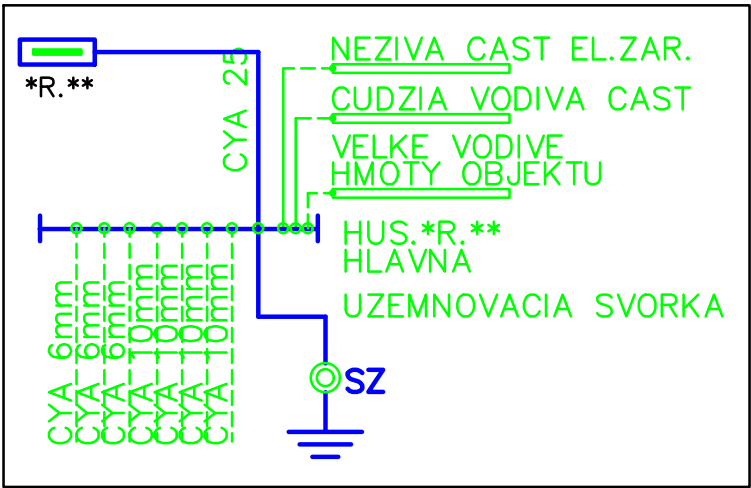 NEZIVA CAST EL.ZAR.
*R.**
CYA 25
CUDZIA VODIVA CAST
VELKE VODIVE
HMOTY OBJEKTU
HUS.*R.**
HLAVNA
UZEMNOVACIA SVORKA
CYA 6mm
CYA 6mm
CYA 6mm
CYA 10mm
CYA 10mm
CYA 10mm
CYA 10mm
SZ